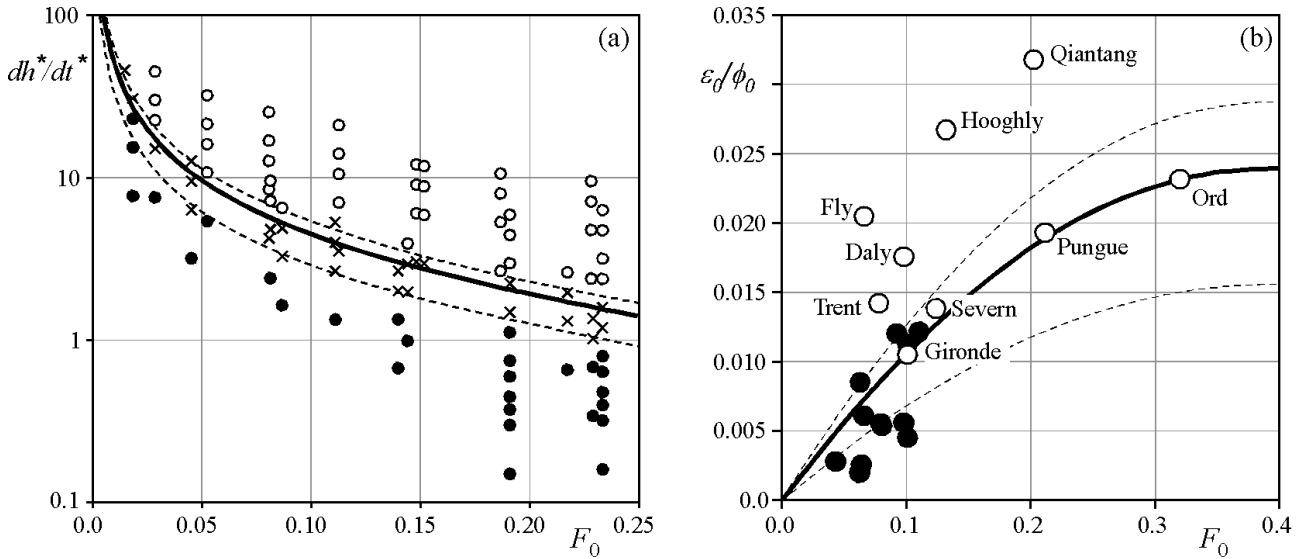 100
(a)
dh*/dt*
10
1
0.1
0.0
0.05
0.10
0.15
0.20
0.25
F₀
0.035
(b)
ε₀/ϕ₀
Qiantang
0.025
Hooghly
0.020
Fly
Ord
Daly
Pungue
0.015
Trent
Severn
0.010
Gironde
0.005
0.0
0.0
0.1
0.2
0.3
0.4
F₀